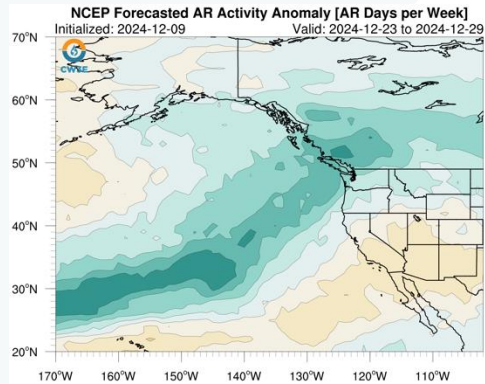 NCEP Forecasted AR Activity Anomaly [AR Days per Week]
Initialized: 2024-12-09 Valid: 2024-12-23 to 2024-12-29
70°N
CW3E
60°N
50°N
40°N
30°N
20°N
170°W 160°W 150°W 140°W 130°W 120°W 110°W